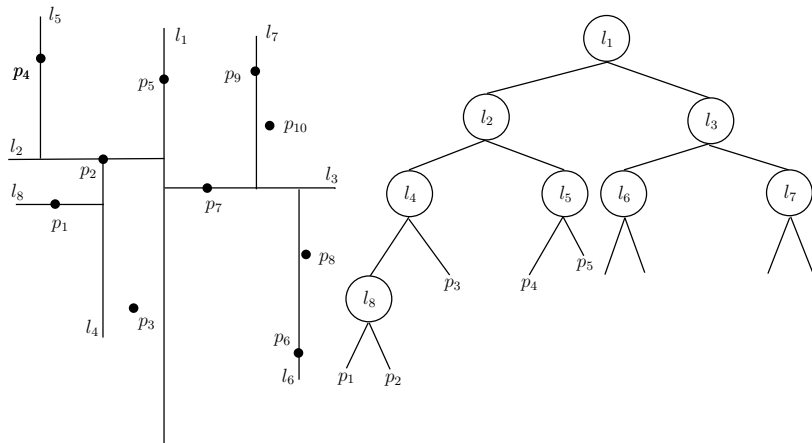 l₅
l₁
l₇
p₄
p₅
p₉
p₁₀
l₂
p₂
l₃
l₈
p₁
p₇
p₈
l₄
p₃
p₆
l₆
l₁
l₂
l₃
l₄
l₅
l₆
l₇
l₈
p₃
p₄
p₅
p₁
p₂